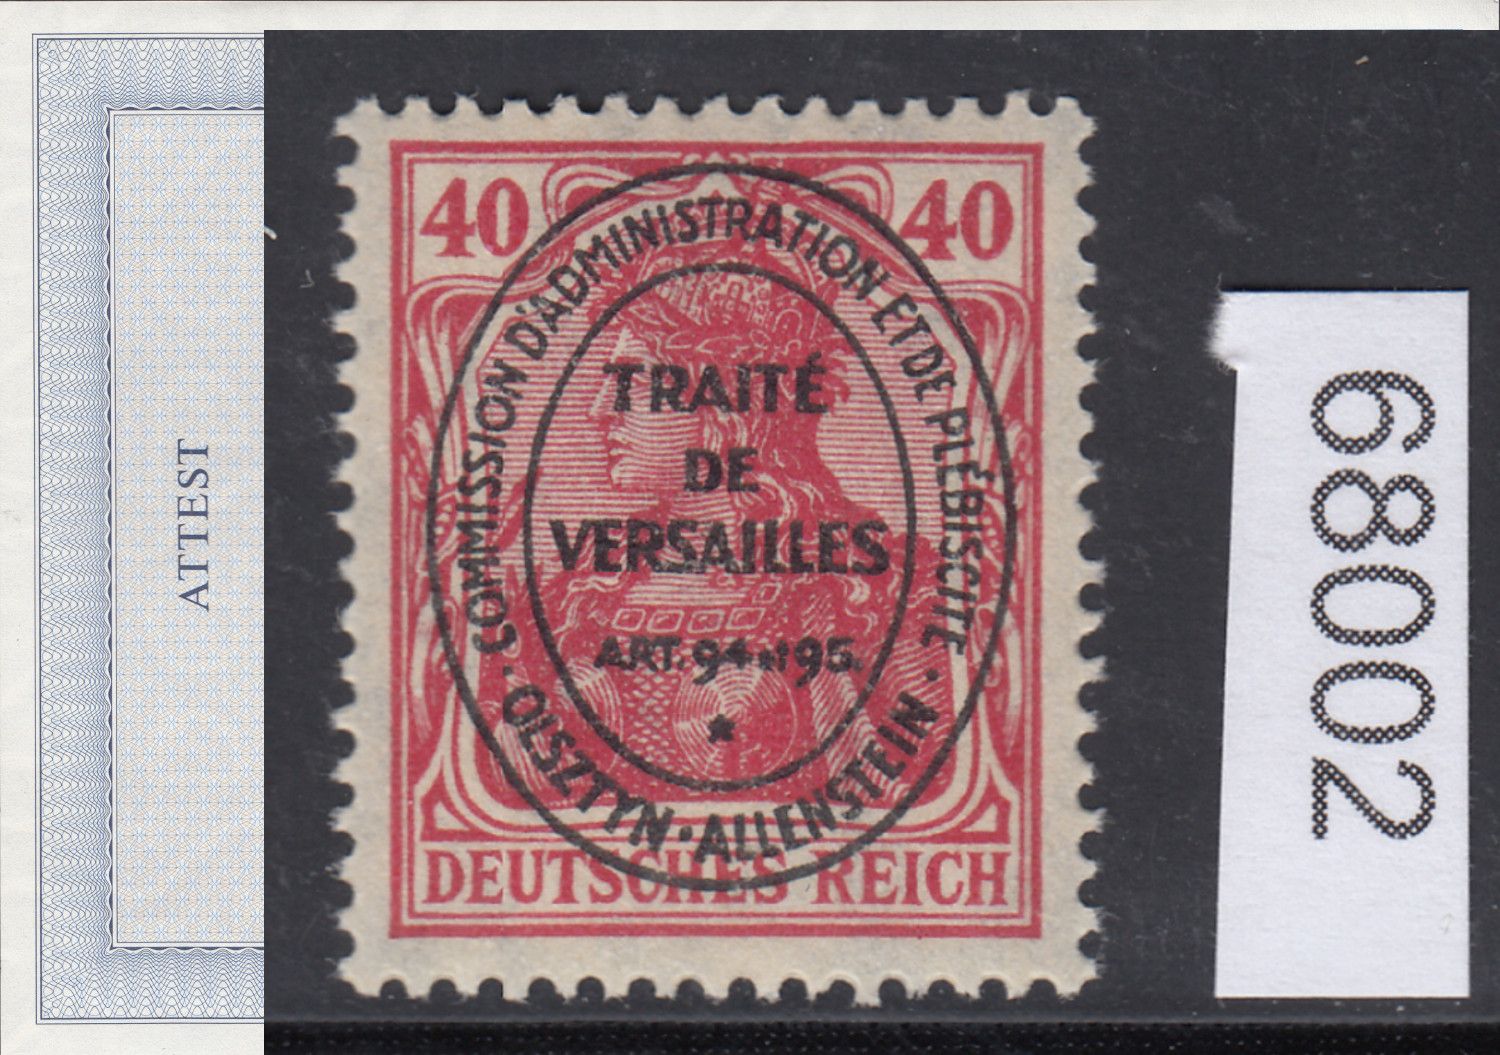 ATTEST
40 40
COMMISSION D'ADMINISTRATION ET DE PLÉBISCITE · OLSZTYN · ALLENSTEIN ·
TRAITÉ
DE
VERSAILLES
ART. 94 et 95.
★
DEUTSCHES REICH
68002